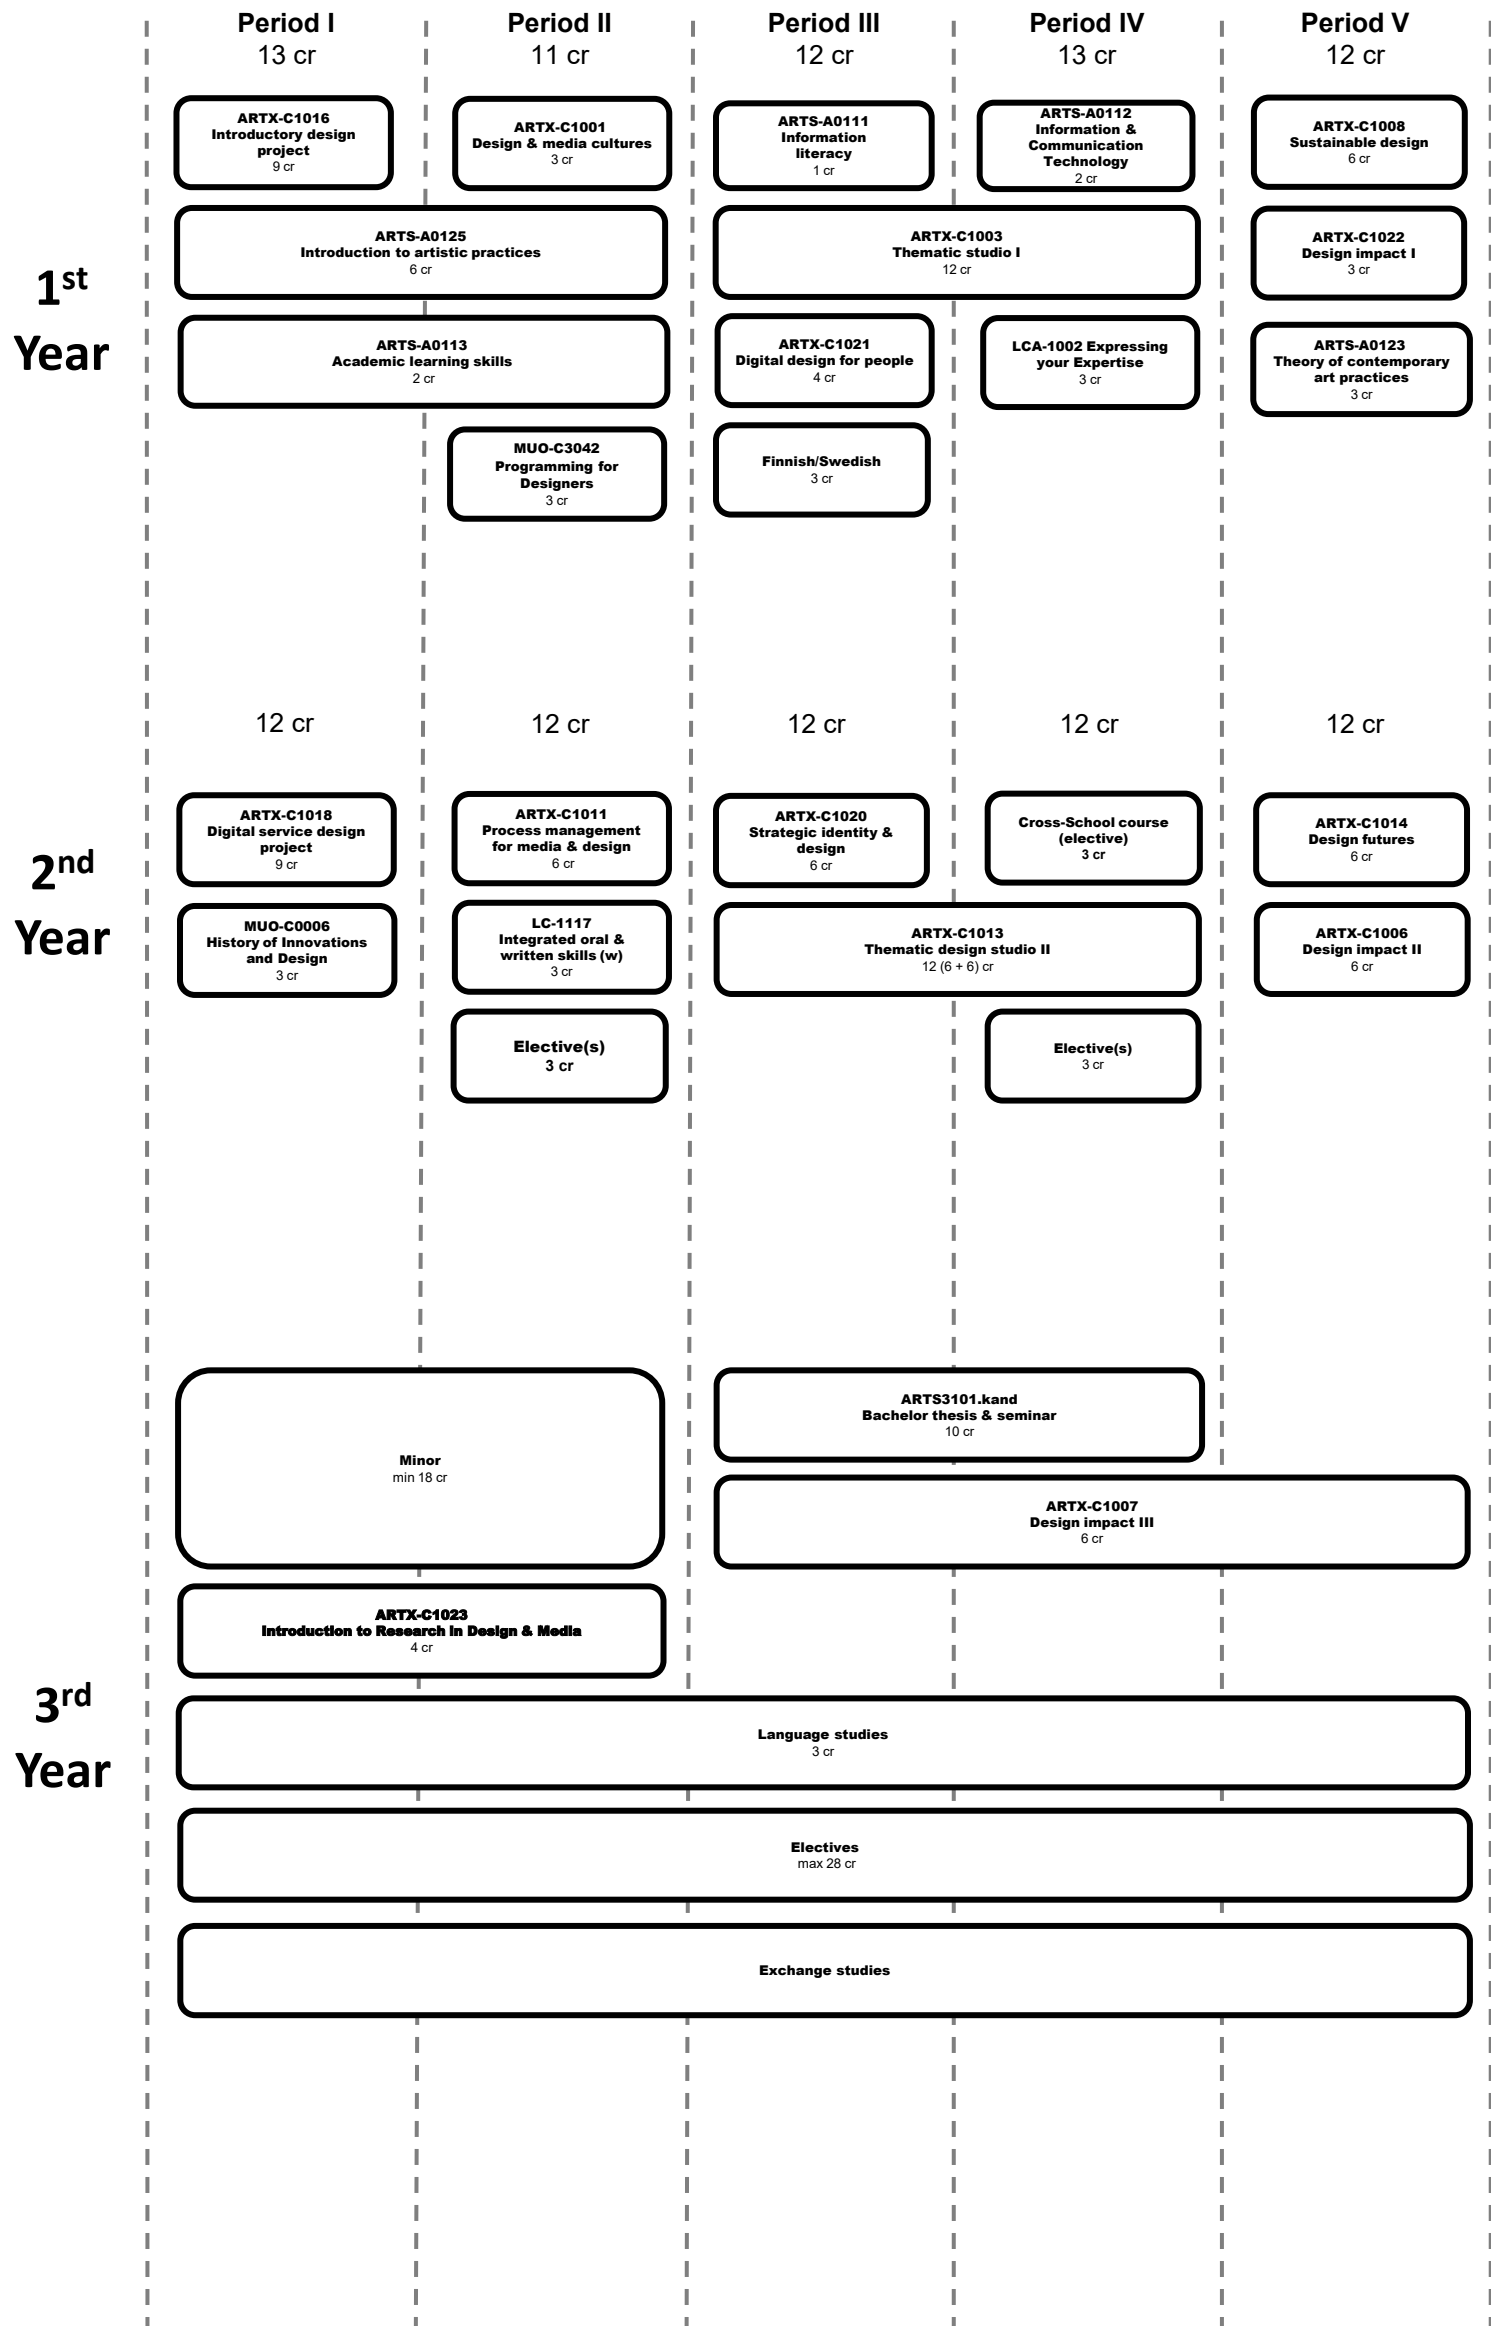 Period I
13 cr
Period II
11 cr
Period III
12 cr
Period IV
13 cr
Period V
12 cr
1st
Year
ARTX-C1016
Introductory design
project
9 cr
ARTX-C1001
Design & media cultures
3 cr
ARTS-A0111
Information
literacy
1 cr
ARTS-A0112
Information &
Communication
Technology
2 cr
ARTX-C1008
Sustainable design
6 cr
ARTS-A0125
Introduction to artistic practices
6 cr
ARTX-C1003
Thematic studio I
12 cr
ARTX-C1022
Design impact I
3 cr
ARTS-A0113
Academic learning skills
2 cr
ARTX-C1021
Digital design for people
4 cr
LCA-1002 Expressing
your Expertise
3 cr
ARTS-A0123
Theory of contemporary
art practices
3 cr
MUO-C3042
Programming for
Designers
3 cr
Finnish/Swedish
3 cr
12 cr
12 cr
12 cr
12 cr
12 cr
2nd
Year
ARTX-C1018
Digital service design
project
9 cr
ARTX-C1011
Process management
for media & design
6 cr
ARTX-C1020
Strategic identity &
design
6 cr
Cross-School course
(elective)
3 cr
ARTX-C1014
Design futures
6 cr
MUO-C0006
History of Innovations
and Design
3 cr
LC-1117
Integrated oral &
written skills (w)
3 cr
ARTX-C1013
Thematic design studio II
12 (6 + 6) cr
ARTX-C1006
Design impact II
6 cr
Elective(s)
3 cr
Elective(s)
3 cr
3rd
Year
Minor
min 18 cr
ARTS3101.kand
Bachelor thesis & seminar
10 cr
ARTX-C1007
Design impact III
6 cr
ARTX-C1023
Introduction to Research in Design & Media
4 cr
Language studies
3 cr
Electives
max 28 cr
Exchange studies